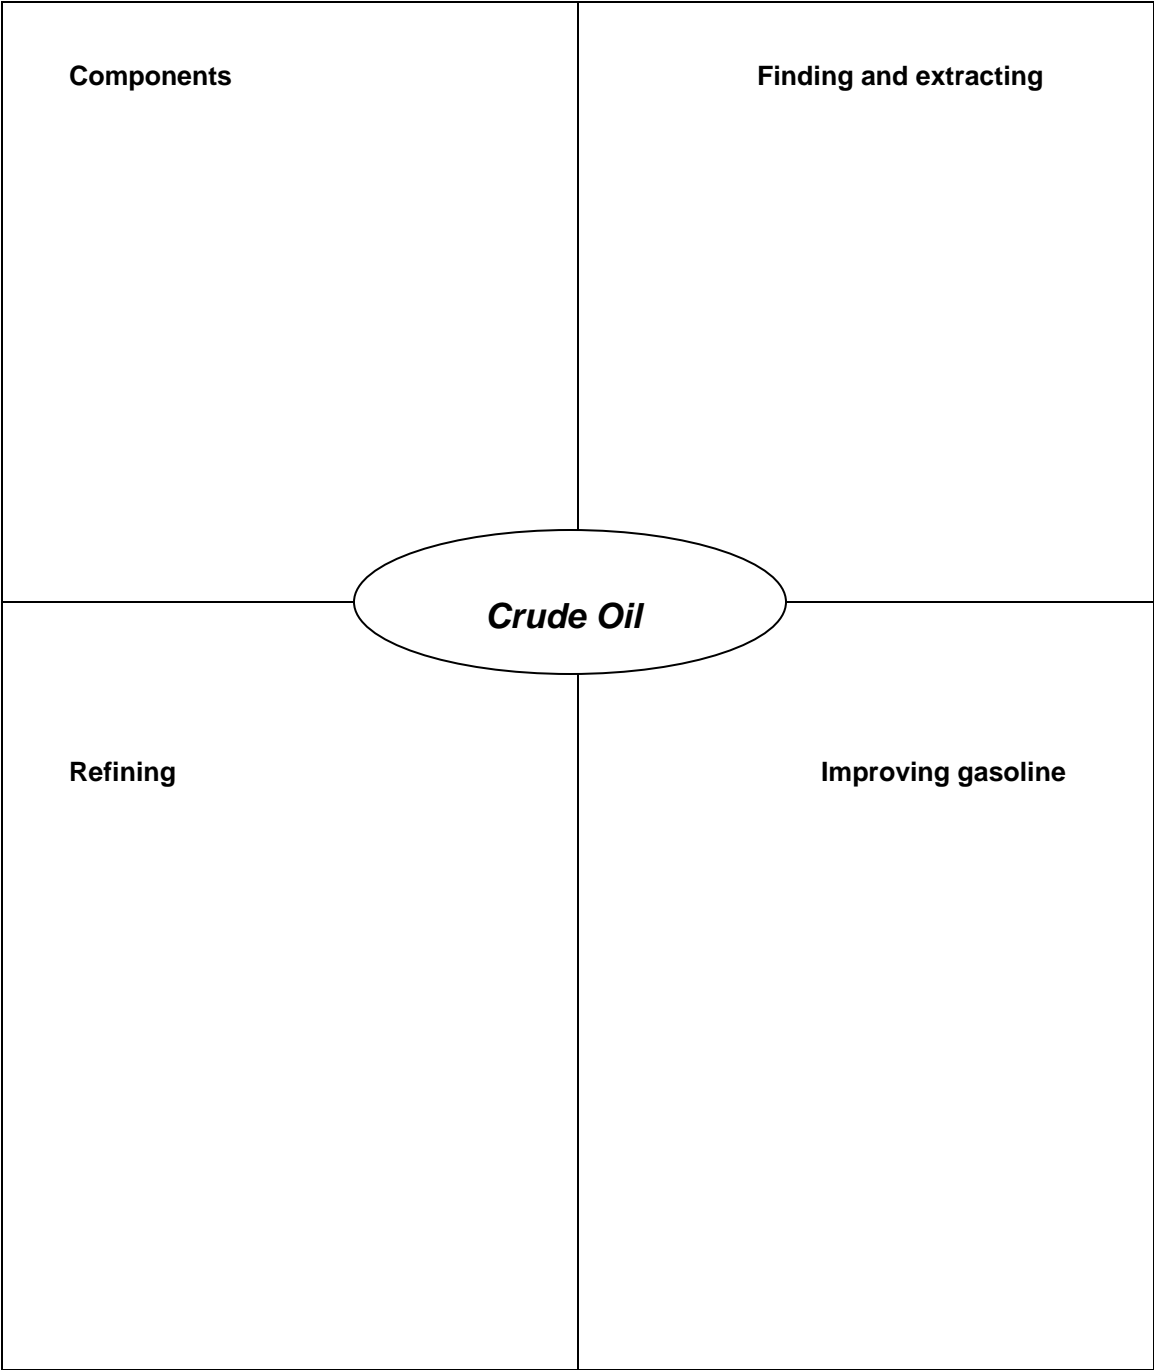 Components
Finding and extracting
Crude Oil
Refining
Improving gasoline